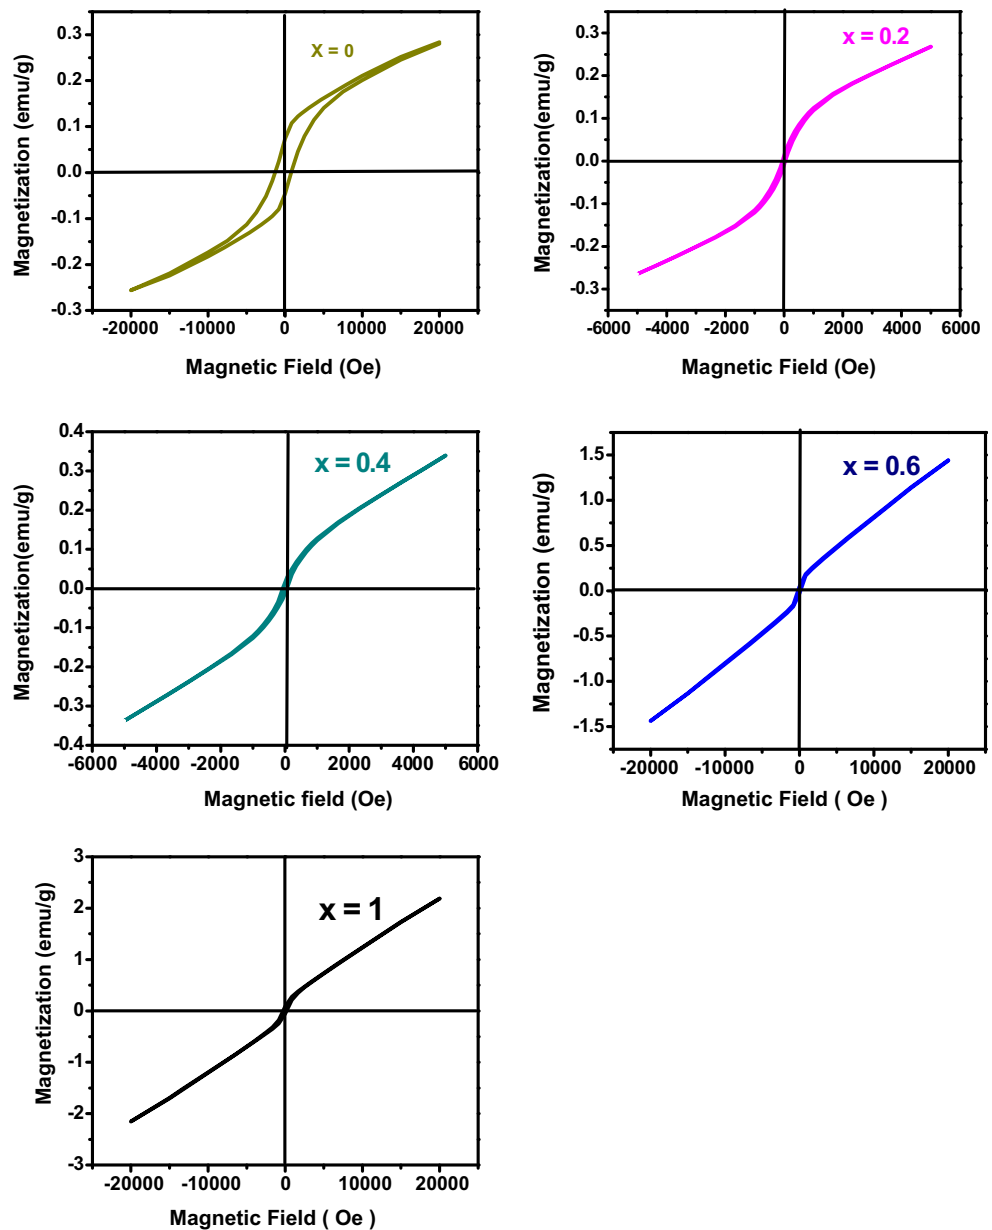 x = 0
Magnetization (emu/g)
0.3
0.2
0.1
0.0
-0.1
-0.2
-0.3
-20000 -10000 0 10000 20000
Magnetic Field (Oe)
x = 0.2
Magnetization(emu/g)
0.3
0.2
0.1
0.0
-0.1
-0.2
-0.3
-6000 -4000 -2000 0 2000 4000 6000
Magnetic Field (Oe)
x = 0.4
Magnetization(emu/g)
0.4
0.3
0.2
0.1
0.0
-0.1
-0.2
-0.3
-0.4
-6000 -4000 -2000 0 2000 4000 6000
Magnetic field (Oe)
x = 0.6
Magnetization (emu/g)
1.5
1.0
0.5
0.0
-0.5
-1.0
-1.5
-20000 -10000 0 10000 20000
Magnetic Field ( Oe )
x = 1
Magnetization (emu/g)
3
2
1
0
-1
-2
-3
-20000 -10000 0 10000 20000
Magnetic Field ( Oe )